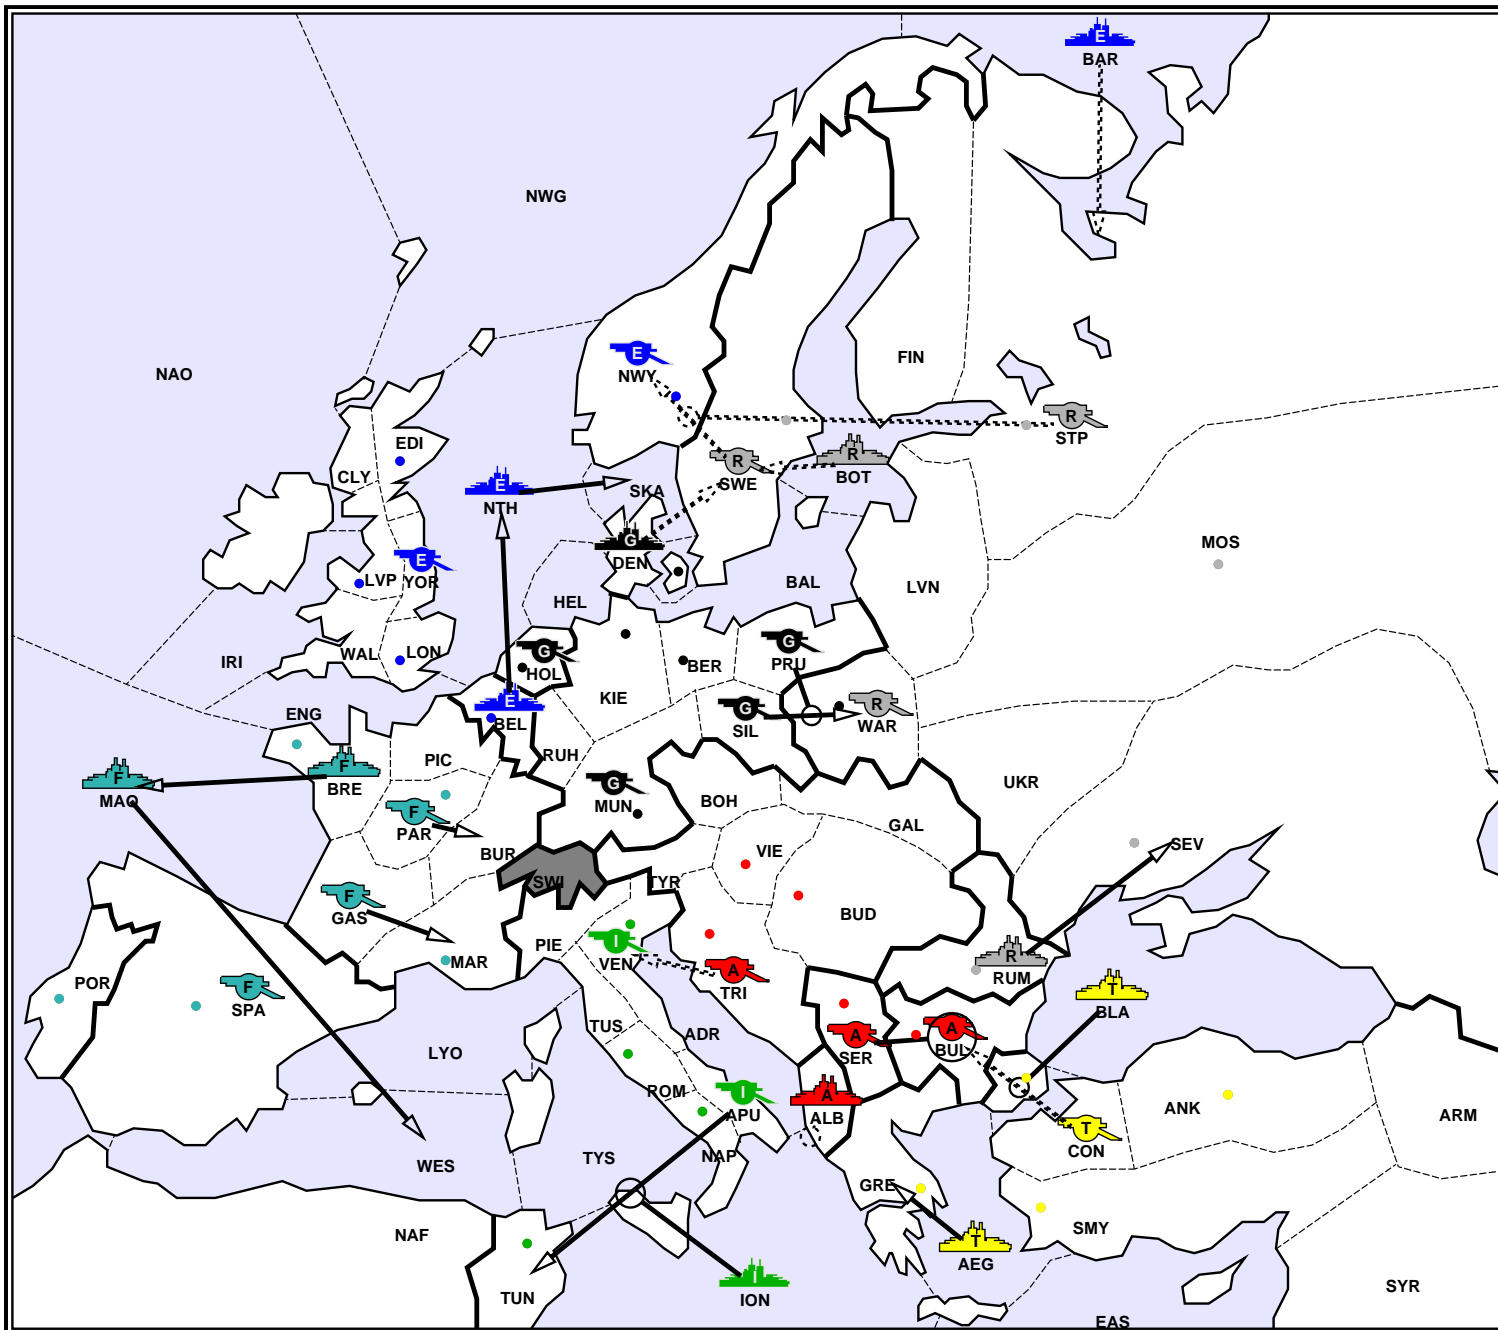 E
BAR
NWG
NAO
E
NWY
FIN
R
STP
EDI
CLY
R
SWE
R
BOT
E
NTH
SKA
G
DEN
MOS
E
YOR
LVP
HEL
BAL
LVN
IRI
WAL
LON
G
HOL
KIE
BER
G
PRU
G
SIL
R
WAR
ENG
E
BEL
RUH
PIC
F
BRE
F
MAO
F
PAR
BUR
G
MUN
BOH
GAL
UKR
SEV
VIE
SWI
TYR
BUD
F
GAS
MAR
PIE
I
VEN
A
TRI
R
RUM
POR
F
SPA
T
BLA
TUS
ADR
LYO
A
SER
A
BUL
ROM
I
APU
A
ALB
ANK
ARM
T
CON
NAP
TYS
WES
GRE
NAF
SMY
T
AEG
TUN
I
ION
SYR
EAS